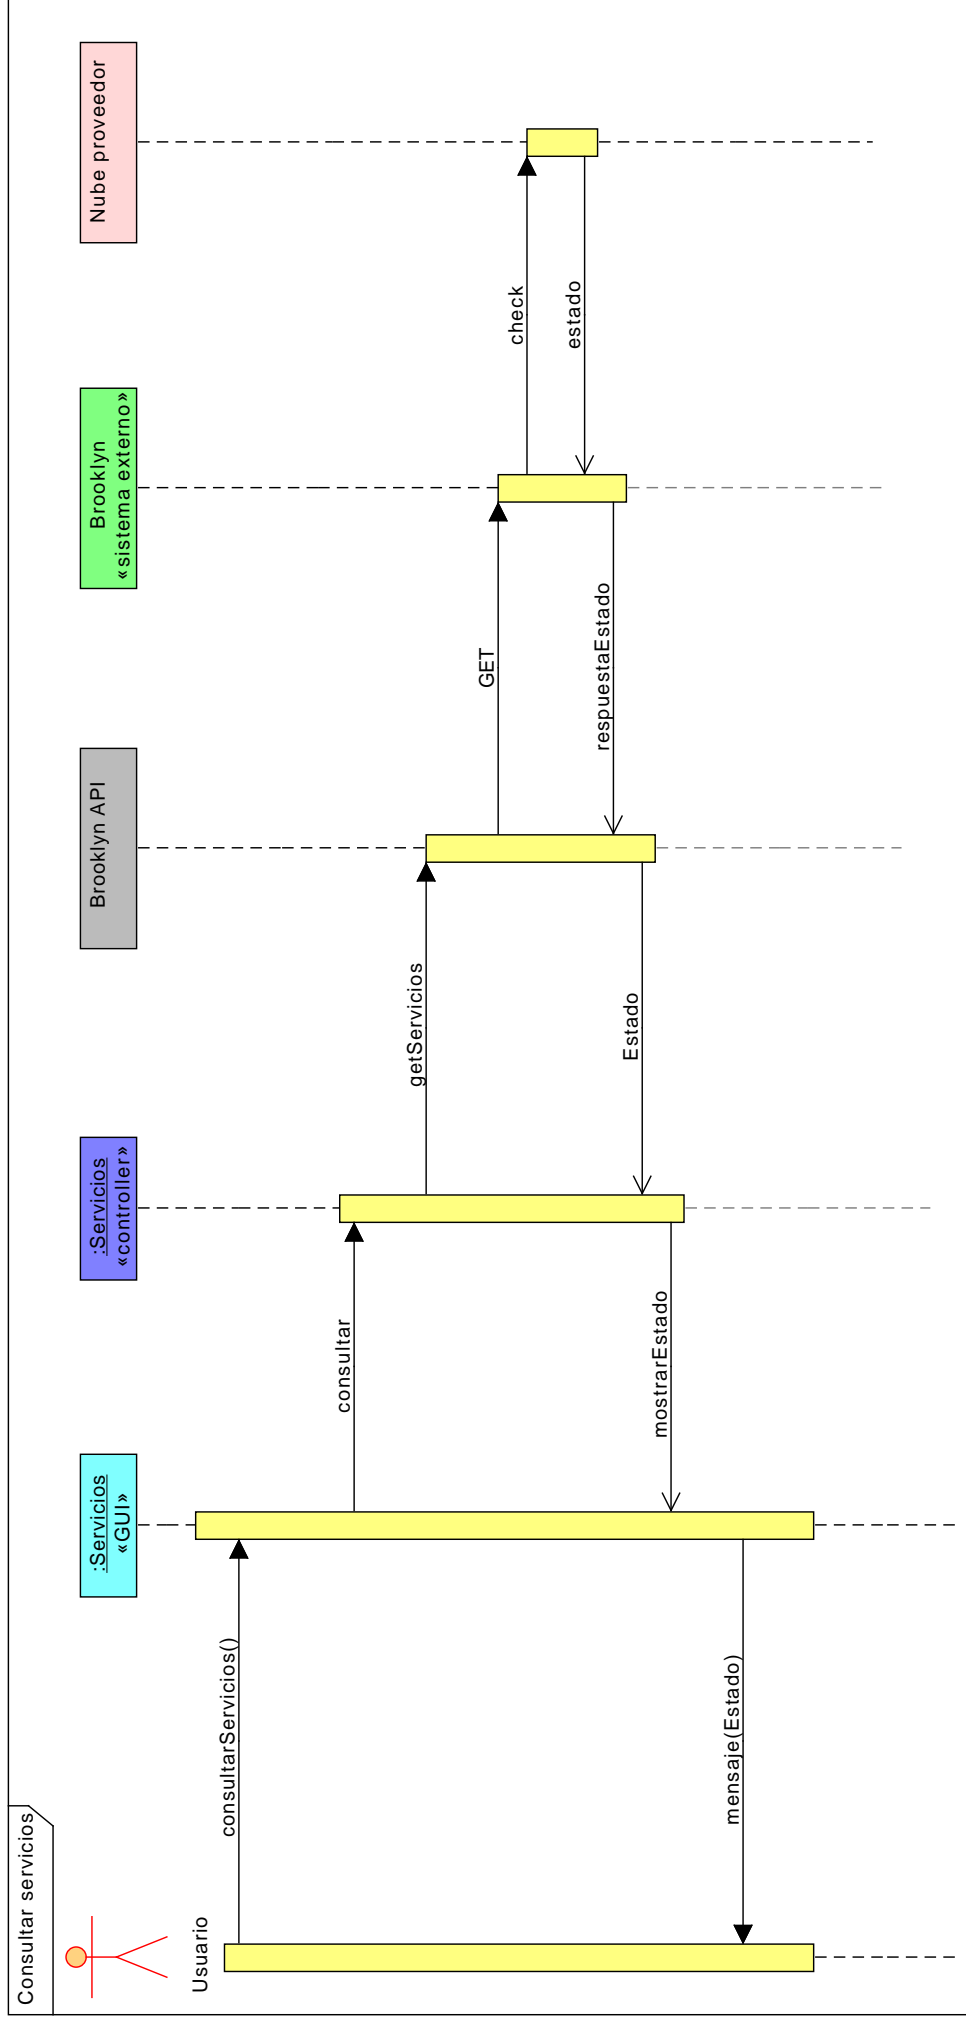 Consultar servicios
Usuario
:Servicios
«GUI»
:Servicios
«controller»
Brooklyn API
Brooklyn
«sistema externo»
Nube proveedor
consultarServicios()
consultar
getServicios
GET
check
estado
respuestaEstado
Estado
mostrarEstado
mensaje(Estado)